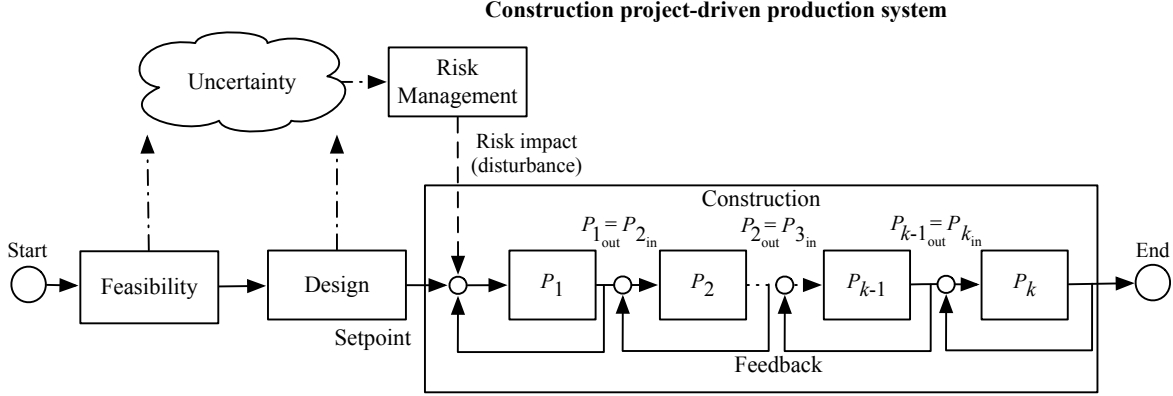 Construction project-driven production system
Uncertainty
Risk
Management
Risk impact
(disturbance)
Construction
P1out = P2in
P2out = P3in
Pk-1out = Pkin
Start
End
Feasibility
Design
P1
P2
Pk-1
Pk
Setpoint
Feedback